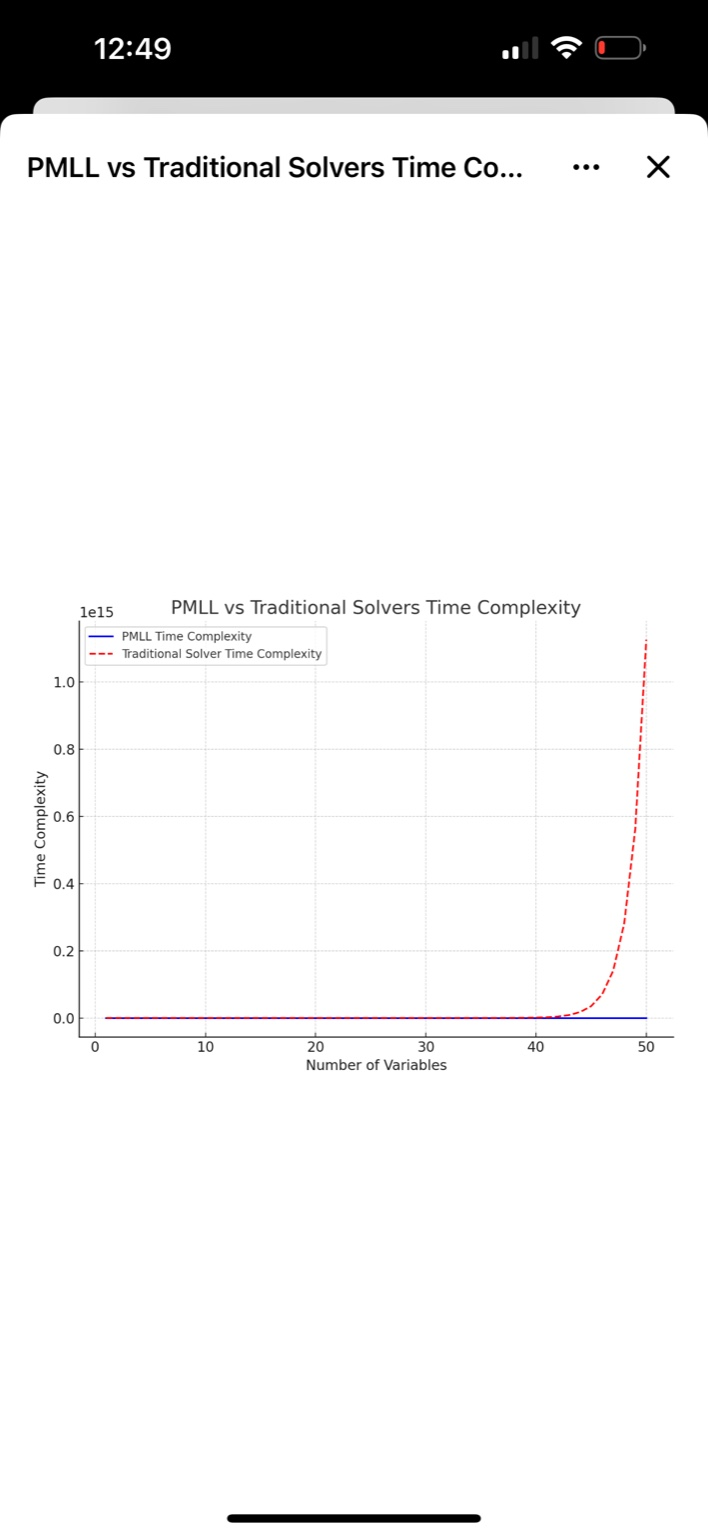 12:49
PMLL vs Traditional Solvers Time Co...
PMLL vs Traditional Solvers Time Complexity
1e15
PMLL Time Complexity
Traditional Solver Time Complexity
1.0
0.8
0.6
0.4
0.2
0.0
Time Complexity
0 10 20 30 40 50
Number of Variables